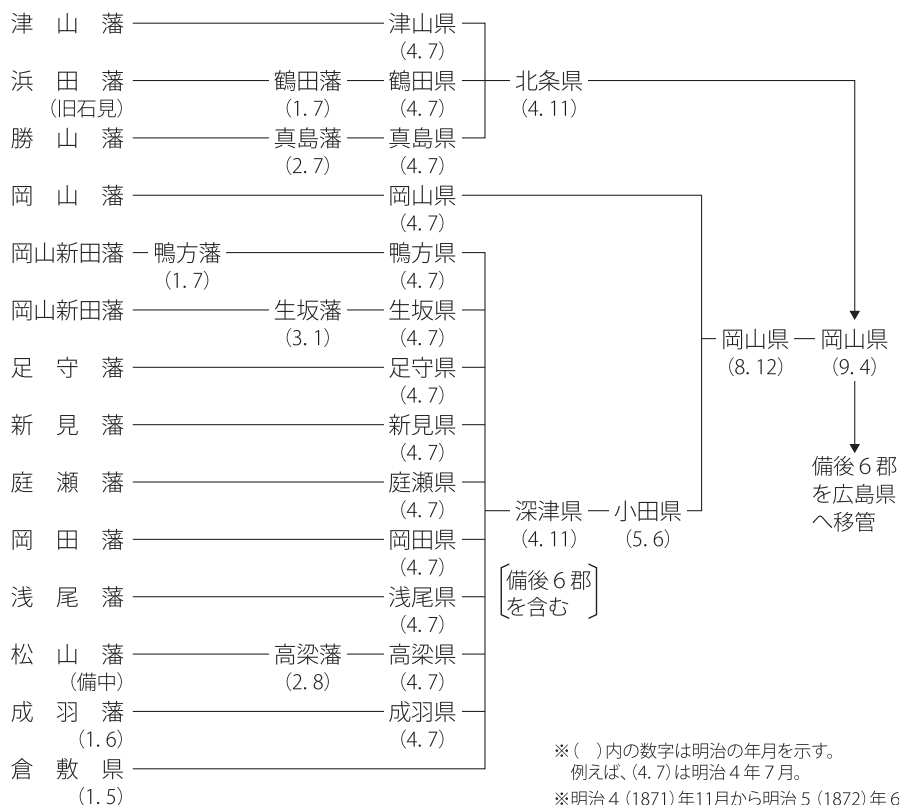 津山藩 津山県
(4. 7)
浜田藩 鶴田藩 鶴田県 北条県
(旧石見) (1. 7) (4. 7) (4. 11)
勝山藩 真島藩 真島県
(2. 7) (4. 7)
岡山藩 岡山県
(4. 7)
岡山新田藩 鴨方藩 鴨方県
(1. 7) (4. 7)
岡山新田藩 生坂藩 生坂県
(3. 1) (4. 7)
岡山県 岡山県
(8. 12) (9. 4)
足守藩 足守県
(4. 7)
新見藩 新見県
(4. 7)
備後6郡
を広島県
へ移管
庭瀬藩 庭瀬県
(4. 7)
深津県 小田県
(4. 11) (5. 6)
岡田藩 岡田県
(4. 7)
備後6郡
を含む
浅尾藩 浅尾県
(4. 7)
松山藩 高梁藩 高梁県
(備中) (2. 8) (4. 7)
成羽藩 成羽県
(1. 6) (4. 7)
倉敷県
(1. 5)
※( )内の数字は明治の年月を示す。
例えば、(4. 7)は明治4年7月。
※明治4(1871)年11月から明治5(1872)年6